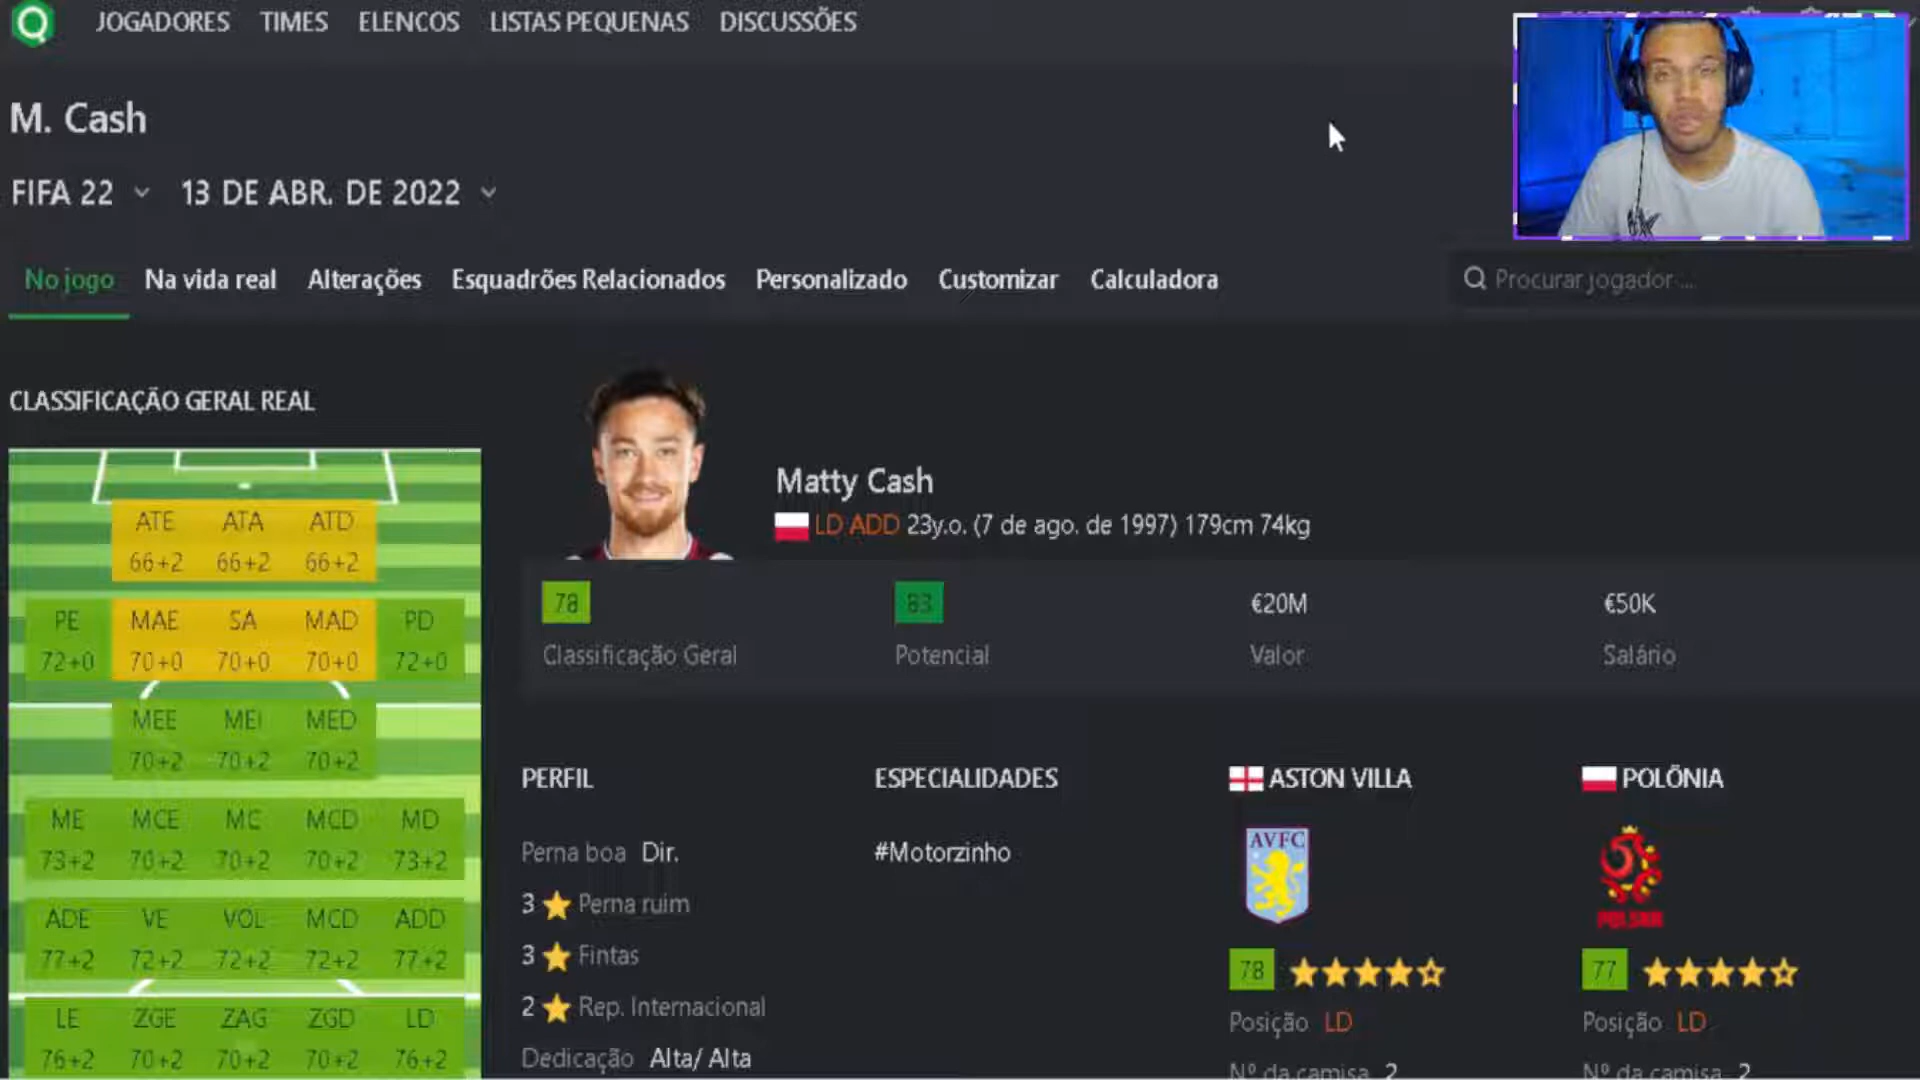 JOGADORES TIMES ELENCOS LISTAS PEQUENAS DISCUSSÕES
M. Cash
FIFA 22 13 DE ABR. DE 2022
No jogo Na vida real Alterações Esquadrões Relacionados Personalizado Customizar Calculadora
Procurar jogador ...
CLASSIFICAÇÃO GERAL REAL
ATE ATA ATD
66+2 66+2 66+2
PE MAE SA MAD PD
72+0 70+0 70+0 70+0 72+0
MEE MEI MED
70+2 70+2 70+2
ME MCE MC MCD MD
73+2 70+2 70+2 70+2 73+2
ADE VE VOL MCD ADD
77+2 72+2 72+2 72+2 77+2
LE ZGE ZAG ZGD LD
76+2 70+2 70+2 70+2 76+2
Matty Cash
LD ADD 23y.o. (7 de ago. de 1997) 179cm 74kg
78 83 €20M €50K
Classificação Geral Potencial Valor Salário
PERFIL
Perna boa Dir.
3 Perna ruim
3 Fintas
2 Rep. Internacional
Dedicação Alta/ Alta
ESPECIALIDADES
#Motorzinho
ASTON VILLA
AVFC
78
Posição LD
Nº da camisa 2
POLÔNIA
77
Posição LD
Nº da camisa 2